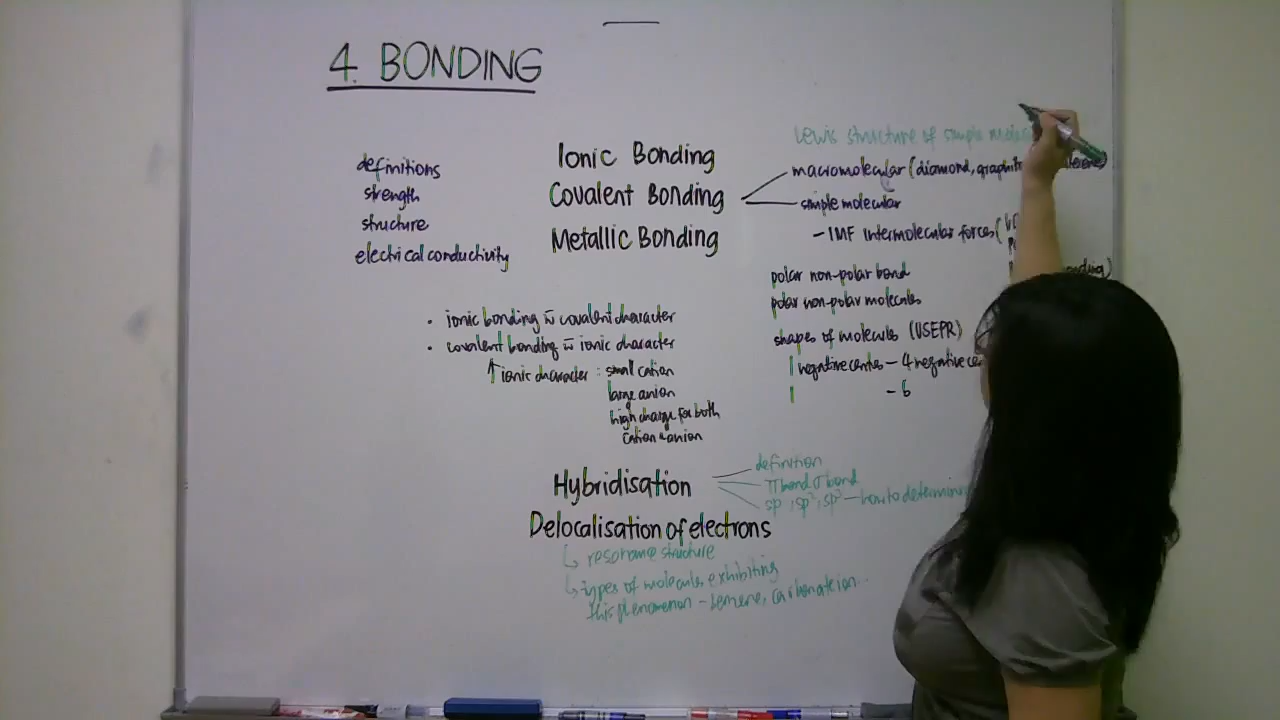 4. BONDING
definitions
strength
structure
electrical conductivity
Ionic Bonding
Covalent Bonding
Metallic Bonding
Lewis structure of simple
macromolecular (diamond,
simple molecular
- IMF Intermolecular forces (
polar non-polar bond
polar non-polar molecules
shapes of molecules (VSEPR)
negative centres - 4 negative
- 6
• ionic bonding w̄ covalent character
• covalent bonding w̄ ionic character
↑ ionic character : small cation
large anion
high charge for both
cation & anion
Hybridisation
definition
π bond σ bond
sp, sp², sp³ - how to
Delocalisation of electrons
↳ resonance structure
↳ types of molecules exhibiting
this phenomenon - benzene, carbonate ion..